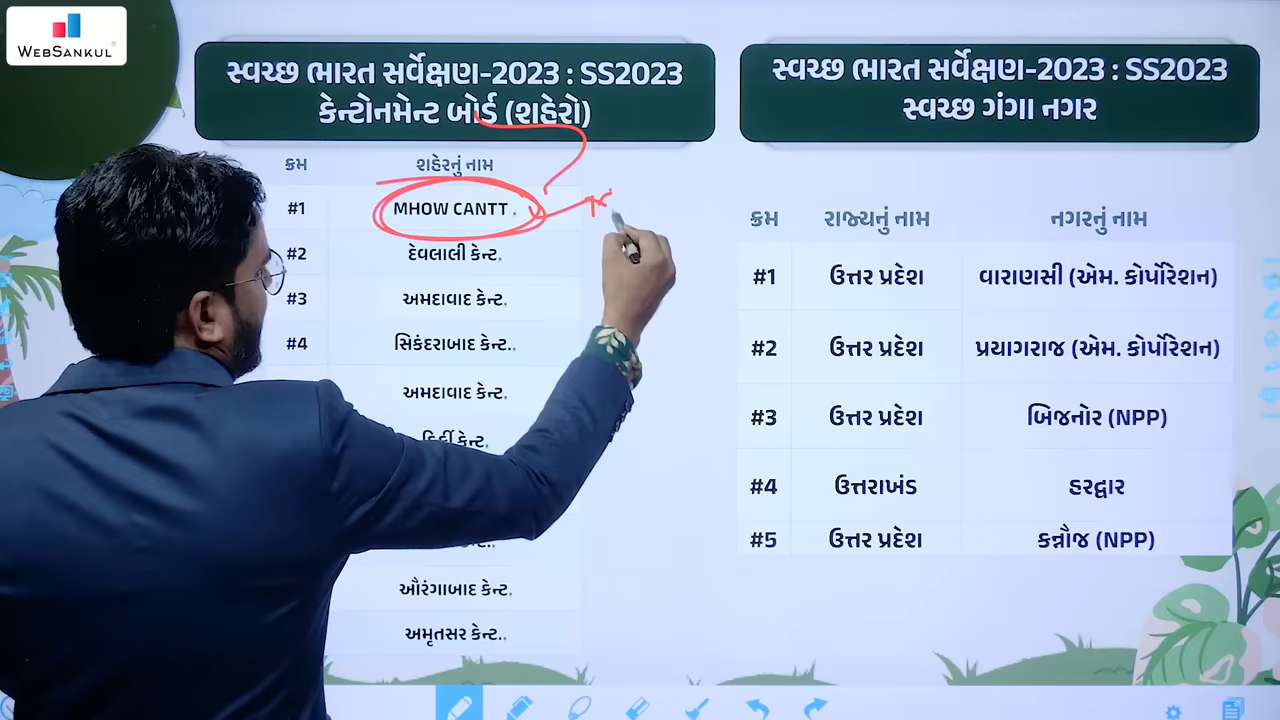 WEBSANKUL
સ્વચ્છ ભારત સર્વેક્ષણ-2023 : SS2023
કેન્ટોનમેન્ટ બોર્ડ (શહેરો)
ક્રમ શહેરનું નામ
#1 MHOW CANTT .
#2 દેવલાલી કેન્ટ.
#3 અમદાવાદ કેન્ટ.
#4 સિકંદરાબાદ કેન્ટ..
અમદાવાદ કેન્ટ.
કેન્ટ.
ઔરંગાબાદ કેન્ટ.
અમૃતસર કેન્ટ..
સ્વચ્છ ભારત સર્વેક્ષણ-2023 : SS2023
સ્વચ્છ ગંગા નગર
ક્રમ રાજ્યનું નામ નગરનું નામ
#1 ઉત્તર પ્રદેશ વારાણસી (એમ. કોર્પોરેશન)
#2 ઉત્તર પ્રદેશ પ્રયાગરાજ (એમ. કોર્પોરેશન)
#3 ઉત્તર પ્રદેશ બિજનોર (NPP)
#4 ઉત્તરાખંડ હરદ્વાર
#5 ઉત્તર પ્રદેશ કન્નૌજ (NPP)